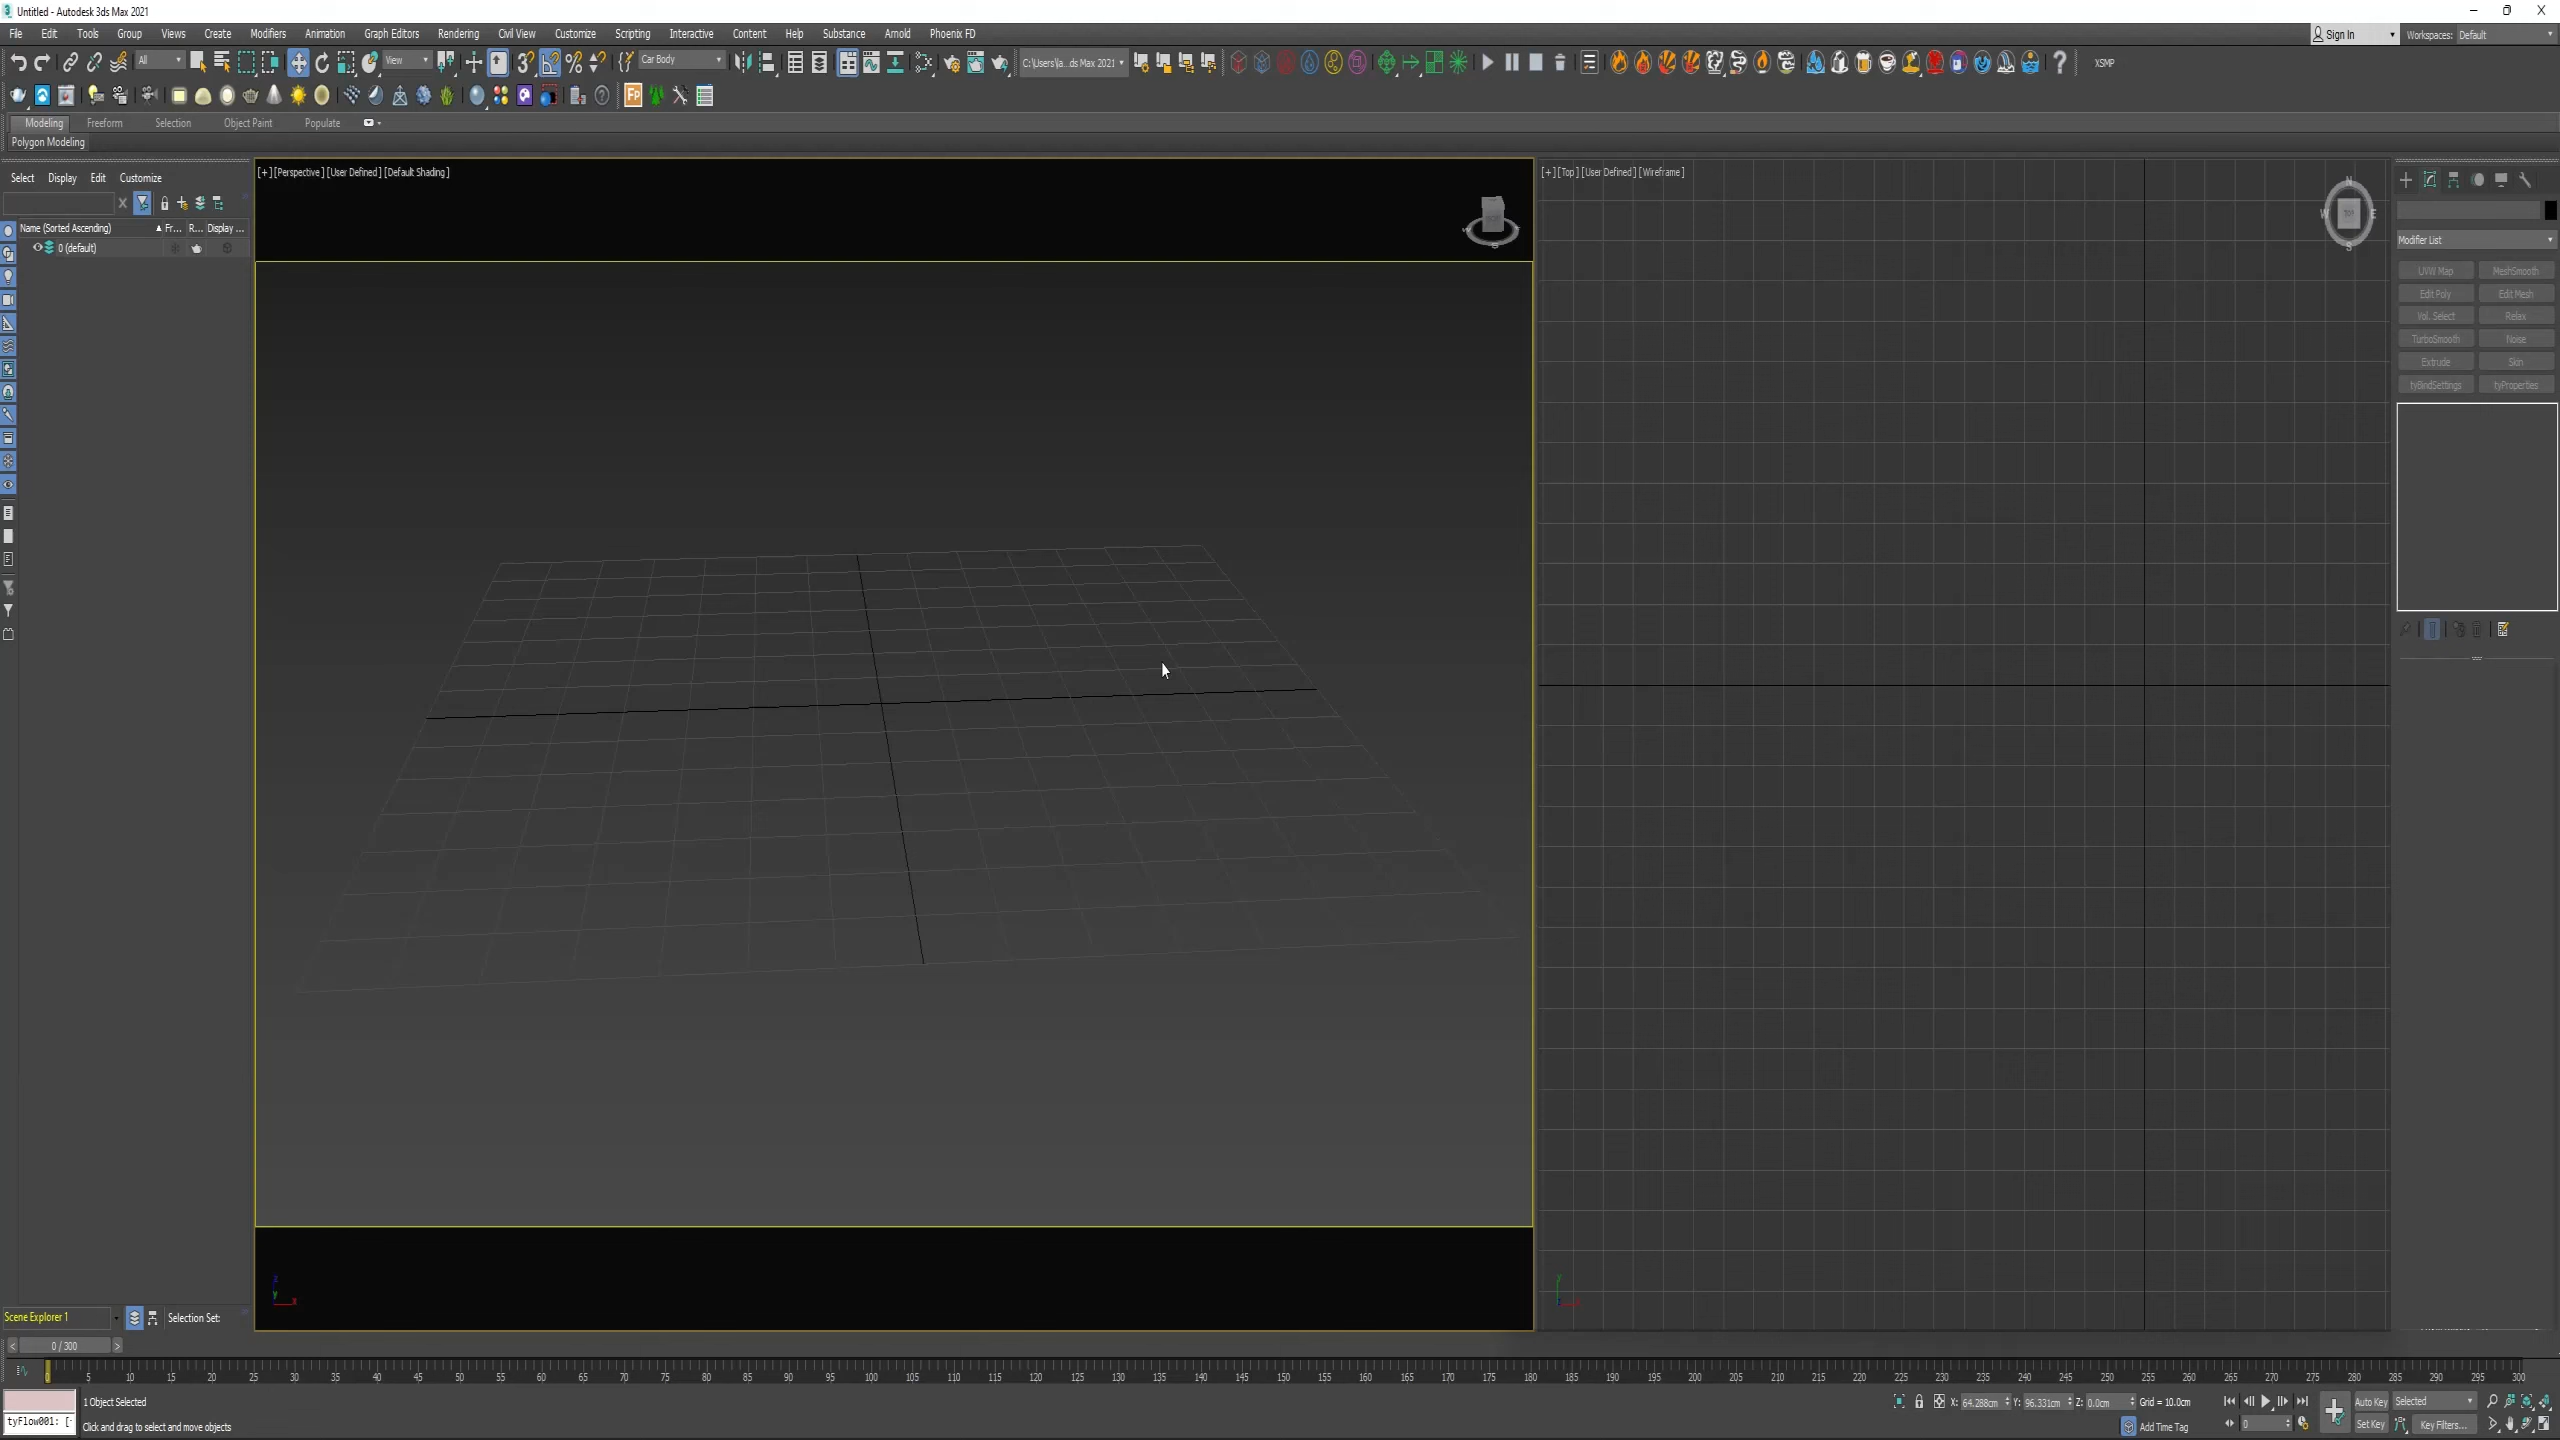 Untitled - Autodesk 3ds Max 2021
File Edit Tools Group Views Create Modifiers Animation Graph Editors Rendering Civil View Customize Scripting Interactive Content Help Substance Arnold Phoenix FD
Sign In Workspaces: Default
All View Car Body C:\Users\la...ds Max 2021 XSMP
Fp
Modeling Freeform Selection Object Paint Populate
Polygon Modeling
Select Display Edit Customize
Name (Sorted Ascending) Fr... R... Display ...
0 (default)
[+] [Perspective] [User Defined] [Default Shading]
[+] [Top] [User Defined] [Wireframe]
Modifier List
UVW Map MeshSmooth
Edit Poly Edit Mesh
Vol. Select Relax
TurboSmooth Noise
Extrude Skin
tyBindSettings tyProperties
Scene Explorer 1 Selection Set:
0 / 300
0 5 10 15 20 25 30 35 40 45 50 55 60 65 70 75 80 85 90 95 100 105 110 115 120 125 130 135 140 145 150 155 160 165 170 175 180 185 190 195 200 205 210 215 220 225 230 235 240 245 250 255 260 265 270 275 280 285 290 295 300
1 Object Selected
X: 64.288cm Y: 96.331cm Z: 0.0cm Grid = 10.0cm
Auto Key Selected
tyFlow001: [
Click and drag to select and move objects
Add Time Tag
0
Set Key Key Filters...